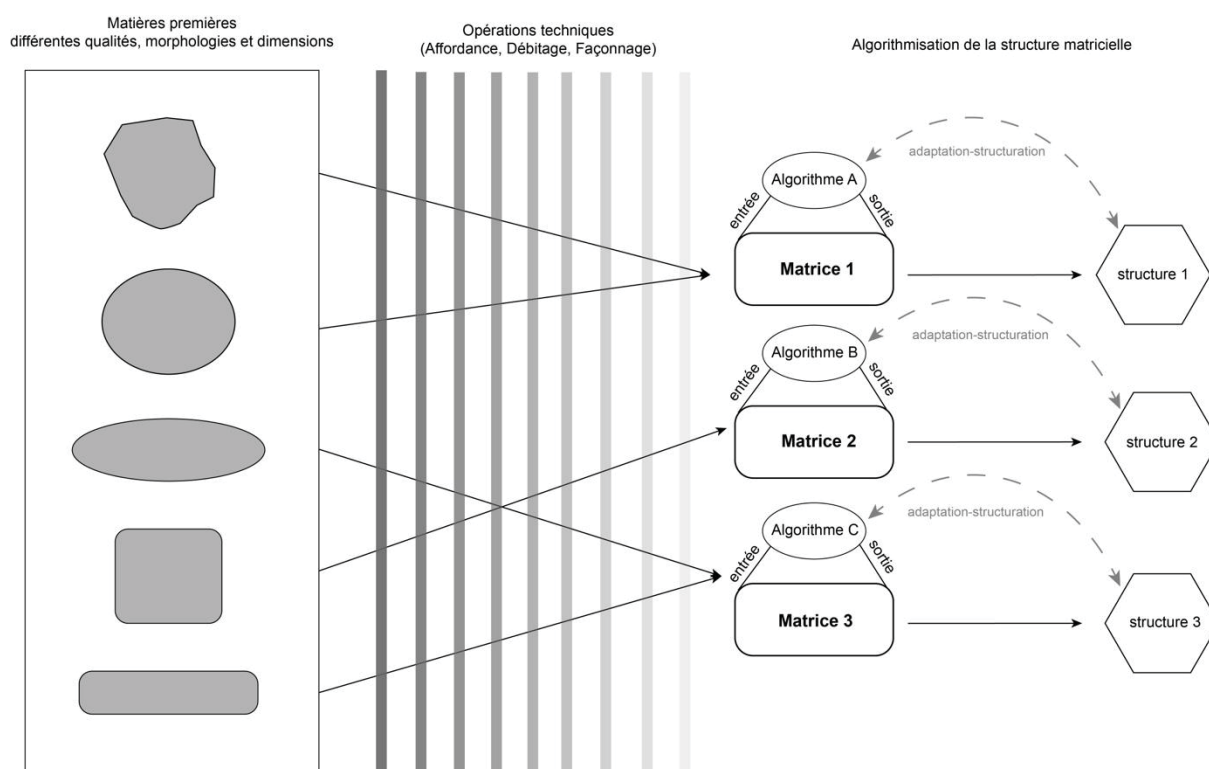 Matières premières
différentes qualités, morphologies et dimensions
Opérations techniques
(Affordance, Débitage, Façonnage)
Algorithmisation de la structure matricielle
adaptation-structuration
Algorithme A
entrée
sortie
Matrice 1
structure 1
adaptation-structuration
Algorithme B
entrée
sortie
Matrice 2
structure 2
adaptation-structuration
Algorithme C
entrée
sortie
Matrice 3
structure 3